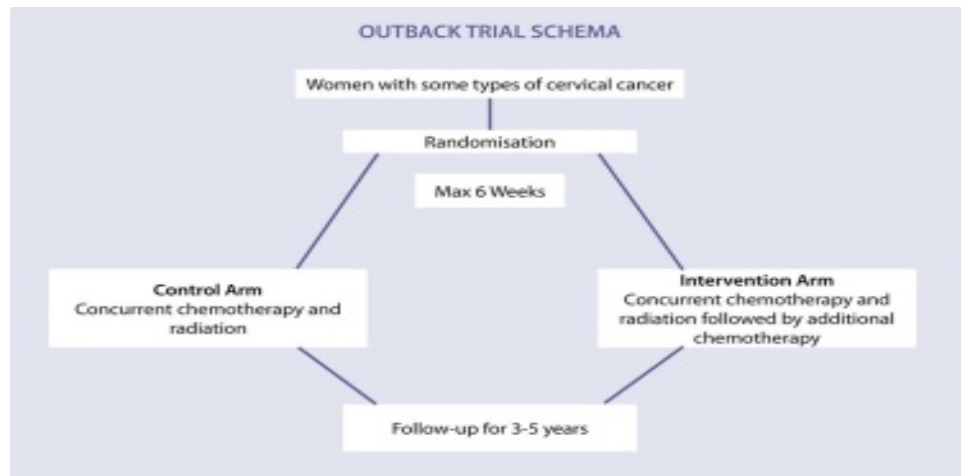 OUTBACK TRIAL SCHEMA
Women with some types of cervical cancer
Randomisation
Max 6 Weeks
Control Arm
Concurrent chemotherapy and
radiation
Intervention Arm
Concurrent chemotherapy and
radiation followed by additional
chemotherapy
Follow-up for 3-5 years